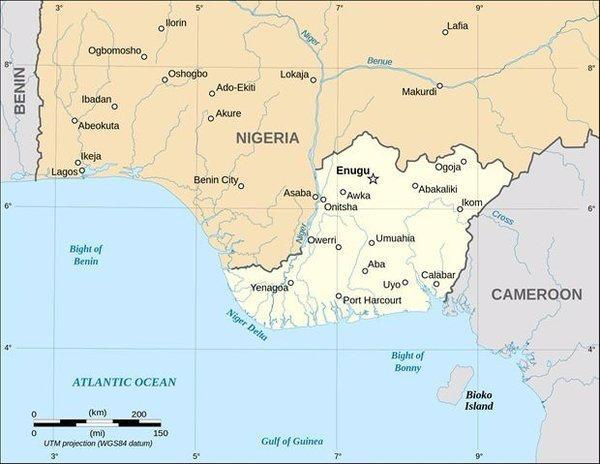 3°
5°
7°
9°
Ilorin
Lafia
Ogbomosho
Niger
8°
8°
Benue
Oshogbo
Lokaja
BENIN
Ado-Ekiti
Makurdi
Ibadan
Akure
Abeokuta
NIGERIA
Ikeja
Lagos
Enugu
Ogoja
Benin City
Abakaliki
Asaba
Awka
Onitsha
Ikom
6°
6°
Cross
Niger
Owerri
Umuahia
Bight of
Benin
Aba
Calabar
Yenagoa
Uyo
Port Harcourt
CAMEROON
Niger Delta
4°
4°
Bight of
Bonny
ATLANTIC OCEAN
Bioko
Island
0 (km) 200
0 (mi) 150
UTM projection (WGS84 datum)
Gulf of Guinea
3°
5°
7°
9°